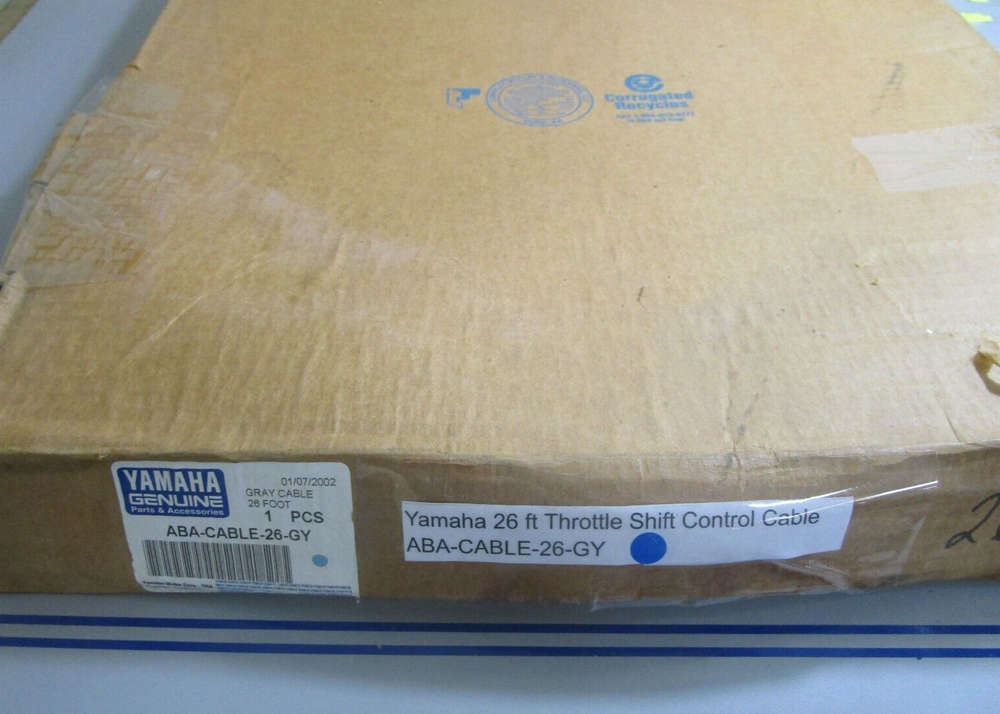 Corrugated
Recycles
YAMAHA
GENUINE
Parts & Accessories
01/07/2002
GRAY CABLE
26 FOOT
1 PCS
ABA-CABLE-26-GY
Yamaha 26 ft Throttle Shift Control Cable
ABA-CABLE-26-GY